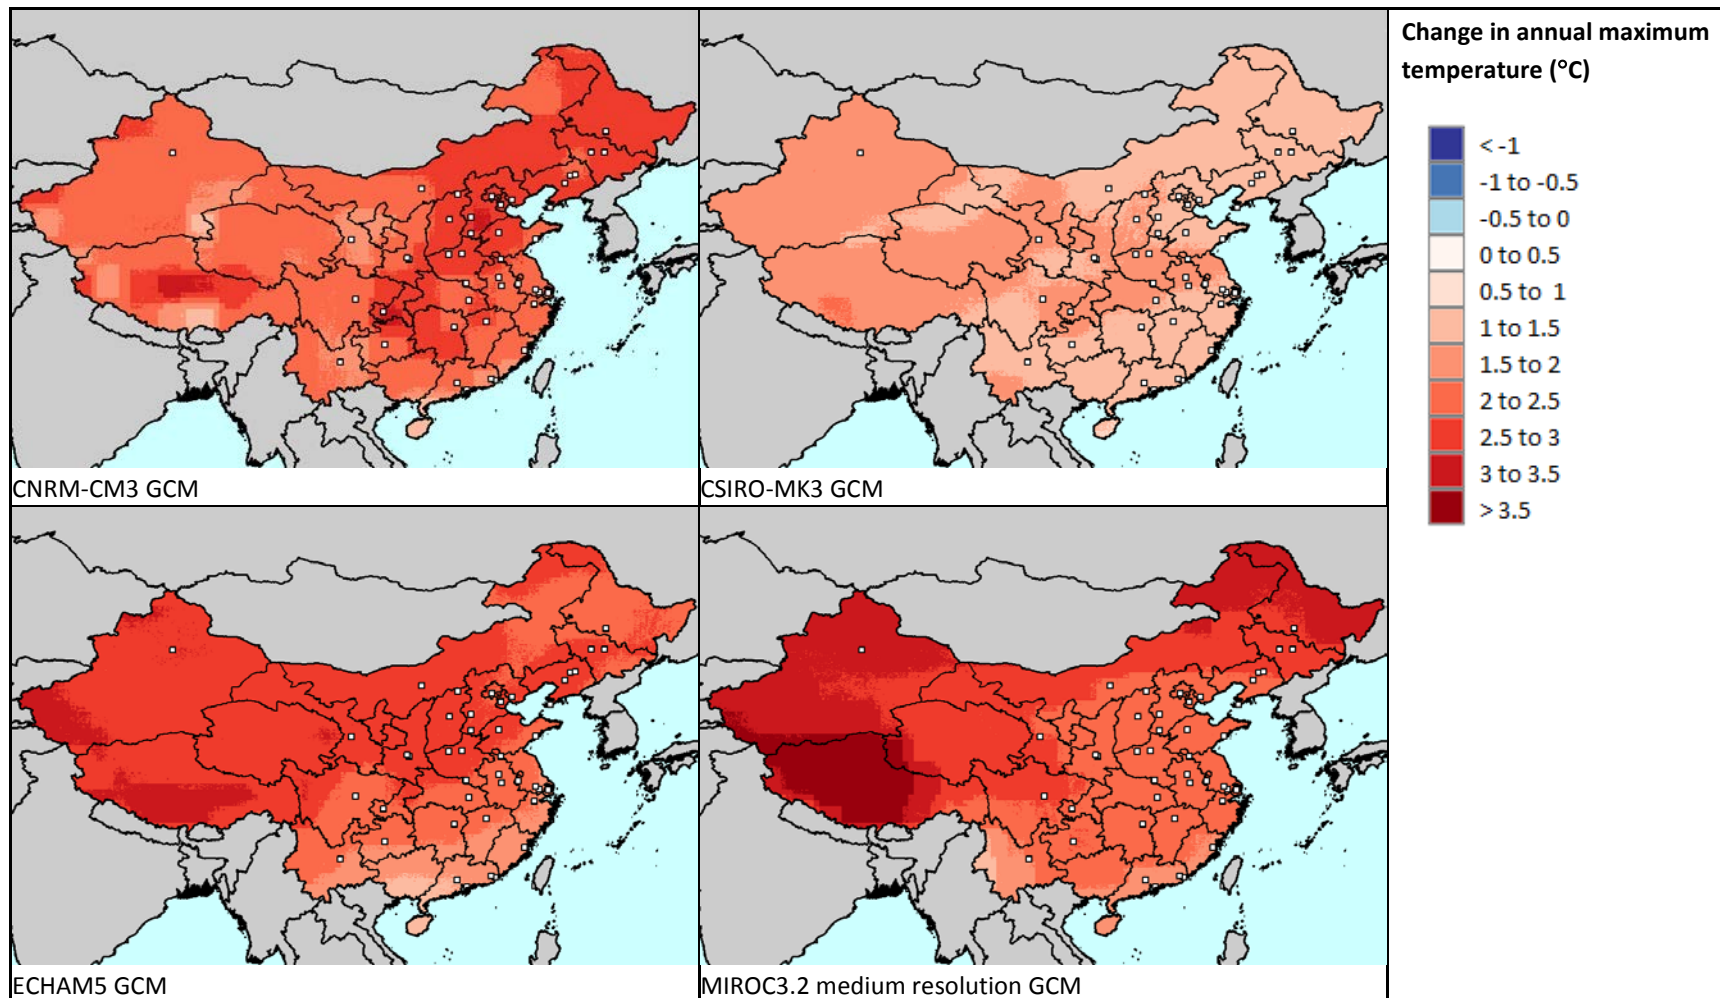 Change in annual maximum
temperature (°C)
< -1
-1 to -0.5
-0.5 to 0
0 to 0.5
0.5 to 1
1 to 1.5
1.5 to 2
2 to 2.5
2.5 to 3
3 to 3.5
> 3.5
CNRM-CM3 GCM
CSIRO-MK3 GCM
ECHAM5 GCM
MIROC3.2 medium resolution GCM